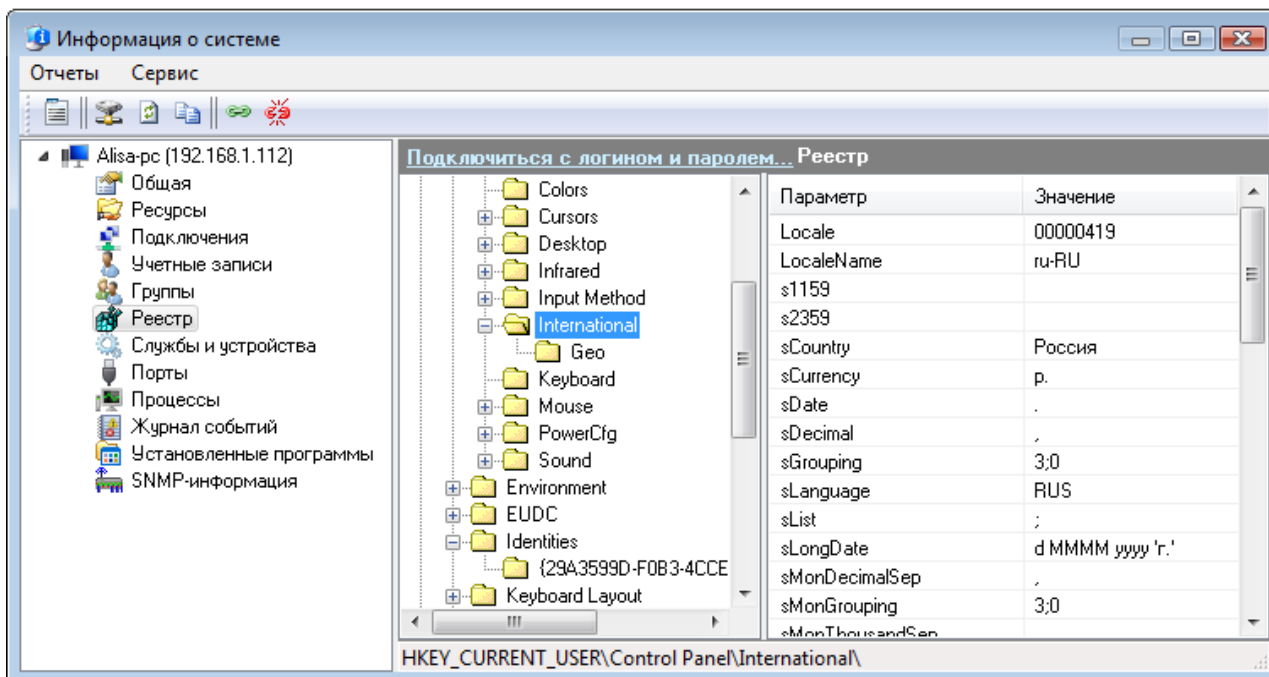 Информация о системе
Отчеты Сервис
Alisa-pc (192.168.1.112)
Общая
Ресурсы
Подключения
Учетные записи
Группы
Реестр
Службы и устройства
Порты
Процессы
Журнал событий
Установленные программы
SNMP-информация
Подключиться с логином и паролем... Реестр
Colors
Cursors
Desktop
Infrared
Input Method
International
Geo
Keyboard
Mouse
PowerCfg
Sound
Environment
EUDC
Identities
{29A3599D-F0B3-4CCE
Keyboard Layout
Параметр Значение
Locale 00000419
LocaleName ru-RU
s1159
s2359
sCountry Россия
sCurrency р.
sDate .
sDecimal ,
sGrouping 3;0
sLanguage RUS
sList ;
sLongDate d MMMM yyyy 'г.'
sMonDecimalSep ,
sMonGrouping 3;0
sMonThousandSep
HKEY_CURRENT_USER\Control Panel\International\